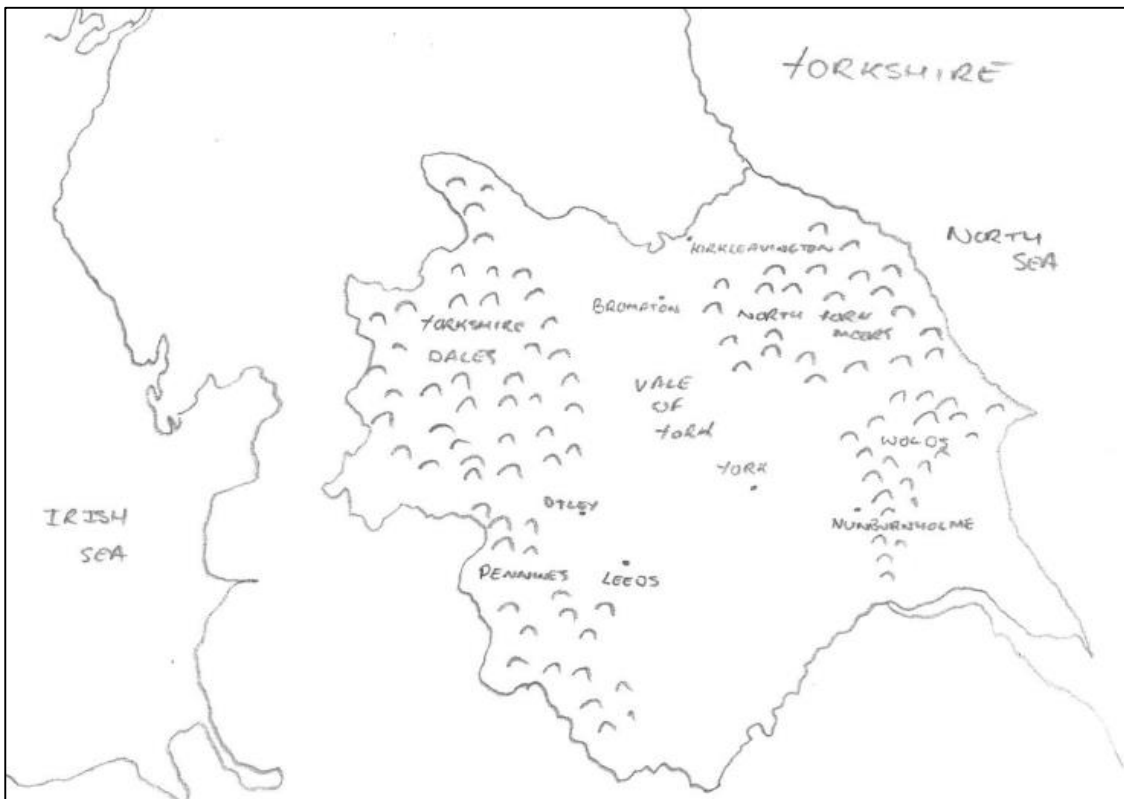 YORKSHIRE
NORTH
SEA
KIRKLEAVINGTON
BROMPTON
NORTH YORK
MOORS
YORKSHIRE
DALES
VALE
OF
YORK
WOLDS
YORK
OTLEY
NUNBURNHOLME
IRISH
SEA
PENNINES
LEEDS